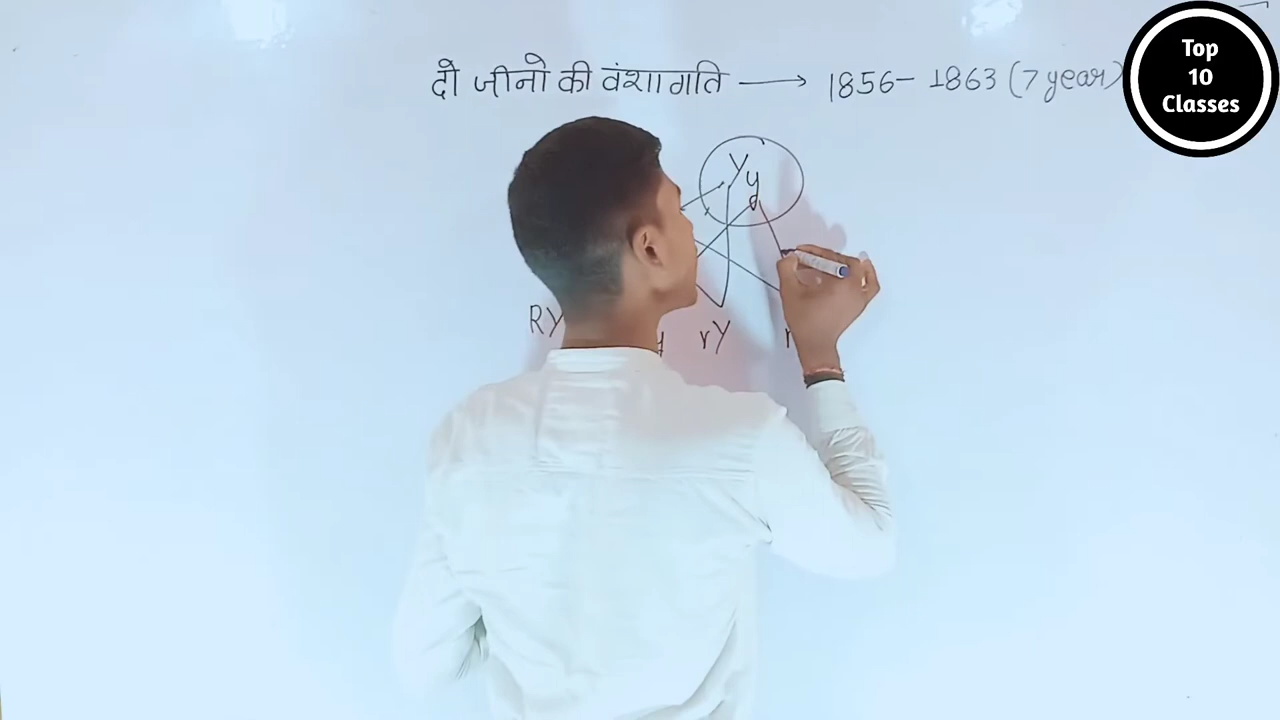 दो जीनो की वंशागति → 1856- 1863 (7 year)
Top
10
Classes
Yy
RY rY